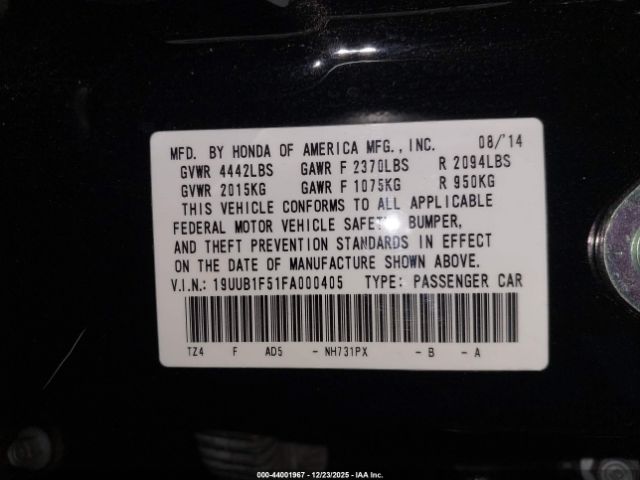 MFD. BY HONDA OF AMERICA MFG., INC. 08/'14
GVWR 4442LBS GAWR F 2370LBS R 2094LBS
GVWR 2015KG GAWR F 1075KG R 950KG
THIS VEHICLE CONFORMS TO ALL APPLICABLE
FEDERAL MOTOR VEHICLE SAFETY, BUMPER,
AND THEFT PREVENTION STANDARDS IN EFFECT
ON THE DATE OF MANUFACTURE SHOWN ABOVE.
V.I.N.: 19UUB1F51FA000405 TYPE: PASSENGER CAR
TZ4 F AD5 - NH731PX - B - A
000-44001967 - 12/23/2025 - IAA Inc.